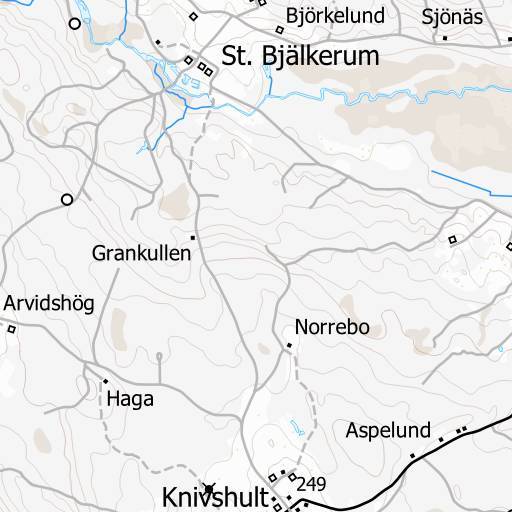 Björkelund
Sjönäs
St. Bjälkerum
Grankullen
Arvidshög
Norrebo
Haga
Aspelund
249
Knivshult